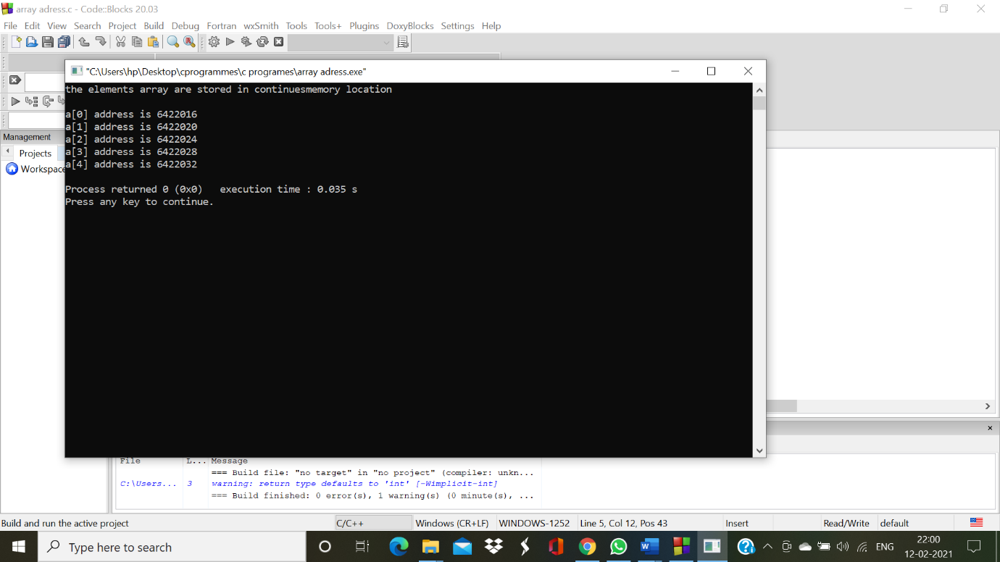 array adress.c - Code::Blocks 20.03
File Edit View Search Project Build Debug Fortran wxSmith Tools Tools+ Plugins DoxyBlocks Settings Help
"C:\Users\hp\Desktop\cprogrammes\c programes\array adress.exe"
the elements array are stored in continuesmemory location
a[0] address is 6422016
a[1] address is 6422020
a[2] address is 6422024
a[3] address is 6422028
a[4] address is 6422032
Process returned 0 (0x0)   execution time : 0.035 s
Press any key to continue.
Management
Projects
Workspace
File L... Message
=== Build file: "no target" in "no project" (compiler: unkn...
C:\Users... 3 warning: return type defaults to 'int' [-Wimplicit-int]
=== Build finished: 0 error(s), 1 warning(s) (0 minute(s), ...
Build and run the active project C/C++ Windows (CR+LF) WINDOWS-1252 Line 5, Col 12, Pos 43 Insert Read/Write default
Type here to search
ENG
22:00
12-02-2021